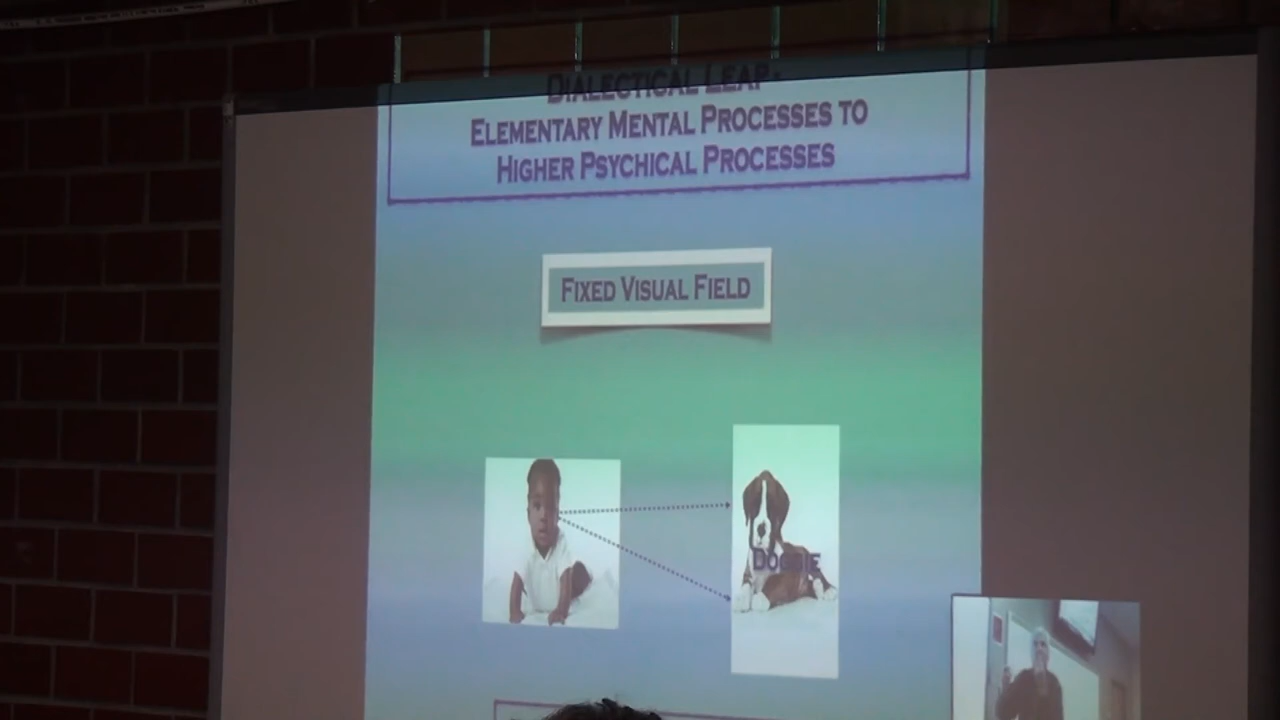 DIALECTICAL LEAP:
ELEMENTARY MENTAL PROCESSES TO
HIGHER PSYCHICAL PROCESSES
FIXED VISUAL FIELD
DOGGIE